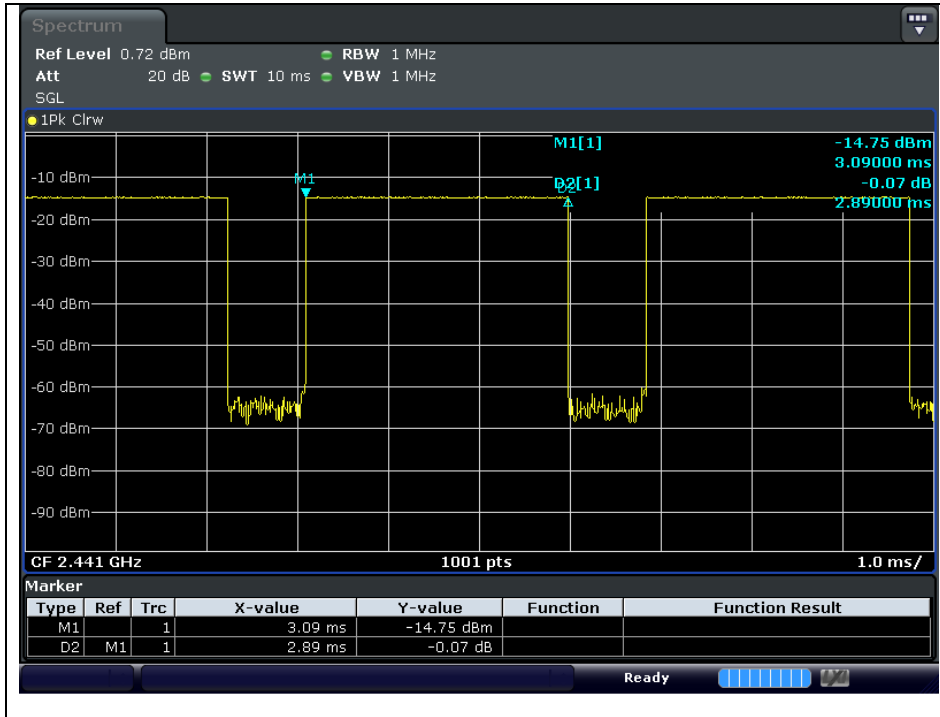 Spectrum
Ref Level 0.72 dBm RBW 1 MHz
Att 20 dB SWT 10 ms VBW 1 MHz
SGL
1Pk Clrw
M1[1] -14.75 dBm
3.09000 ms
-10 dBm M1 D2[1] -0.07 dB
D2 2.89000 ms
-20 dBm
-30 dBm
-40 dBm
-50 dBm
-60 dBm
-70 dBm
-80 dBm
-90 dBm
CF 2.441 GHz 1001 pts 1.0 ms/
Marker
Type Ref Trc X-value Y-value Function Function Result
M1 1 3.09 ms -14.75 dBm
D2 M1 1 2.89 ms -0.07 dB
Ready